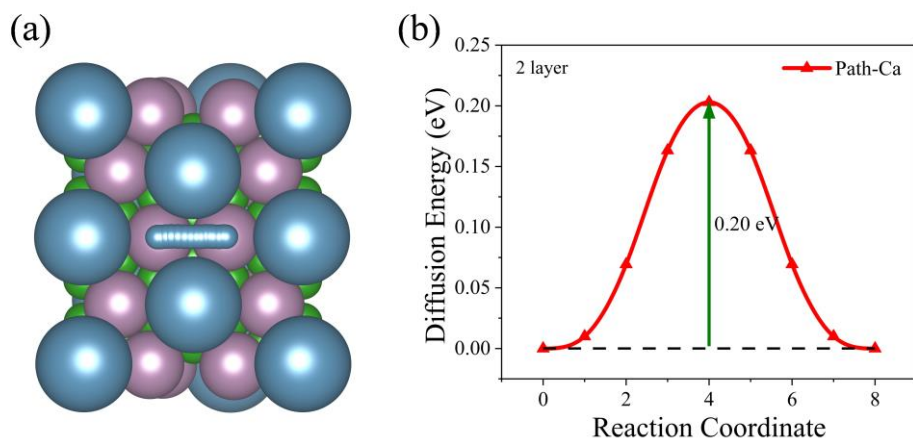 (a)
(b)
2 layer
Path-Ca
0.20 eV
Diffusion Energy (eV)
0.25
0.20
0.15
0.10
0.05
0.00
0 2 4 6 8
Reaction Coordinate